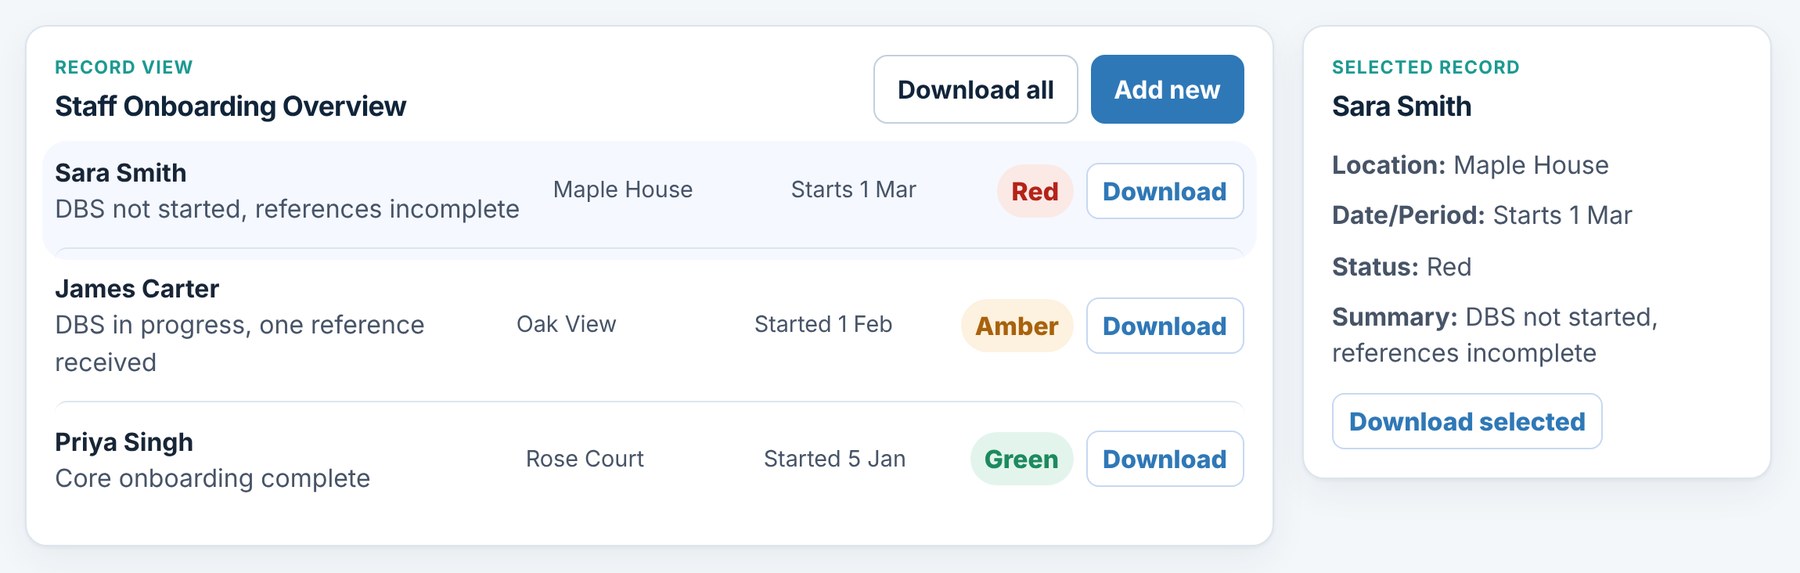 RECORD VIEW
Staff Onboarding Overview
Download all
Add new
Sara Smith
DBS not started, references incomplete
Maple House
Starts 1 Mar
Red
Download
James Carter
DBS in progress, one reference
received
Oak View
Started 1 Feb
Amber
Download
Priya Singh
Core onboarding complete
Rose Court
Started 5 Jan
Green
Download
SELECTED RECORD
Sara Smith
Location: Maple House
Date/Period: Starts 1 Mar
Status: Red
Summary: DBS not started,
references incomplete
Download selected